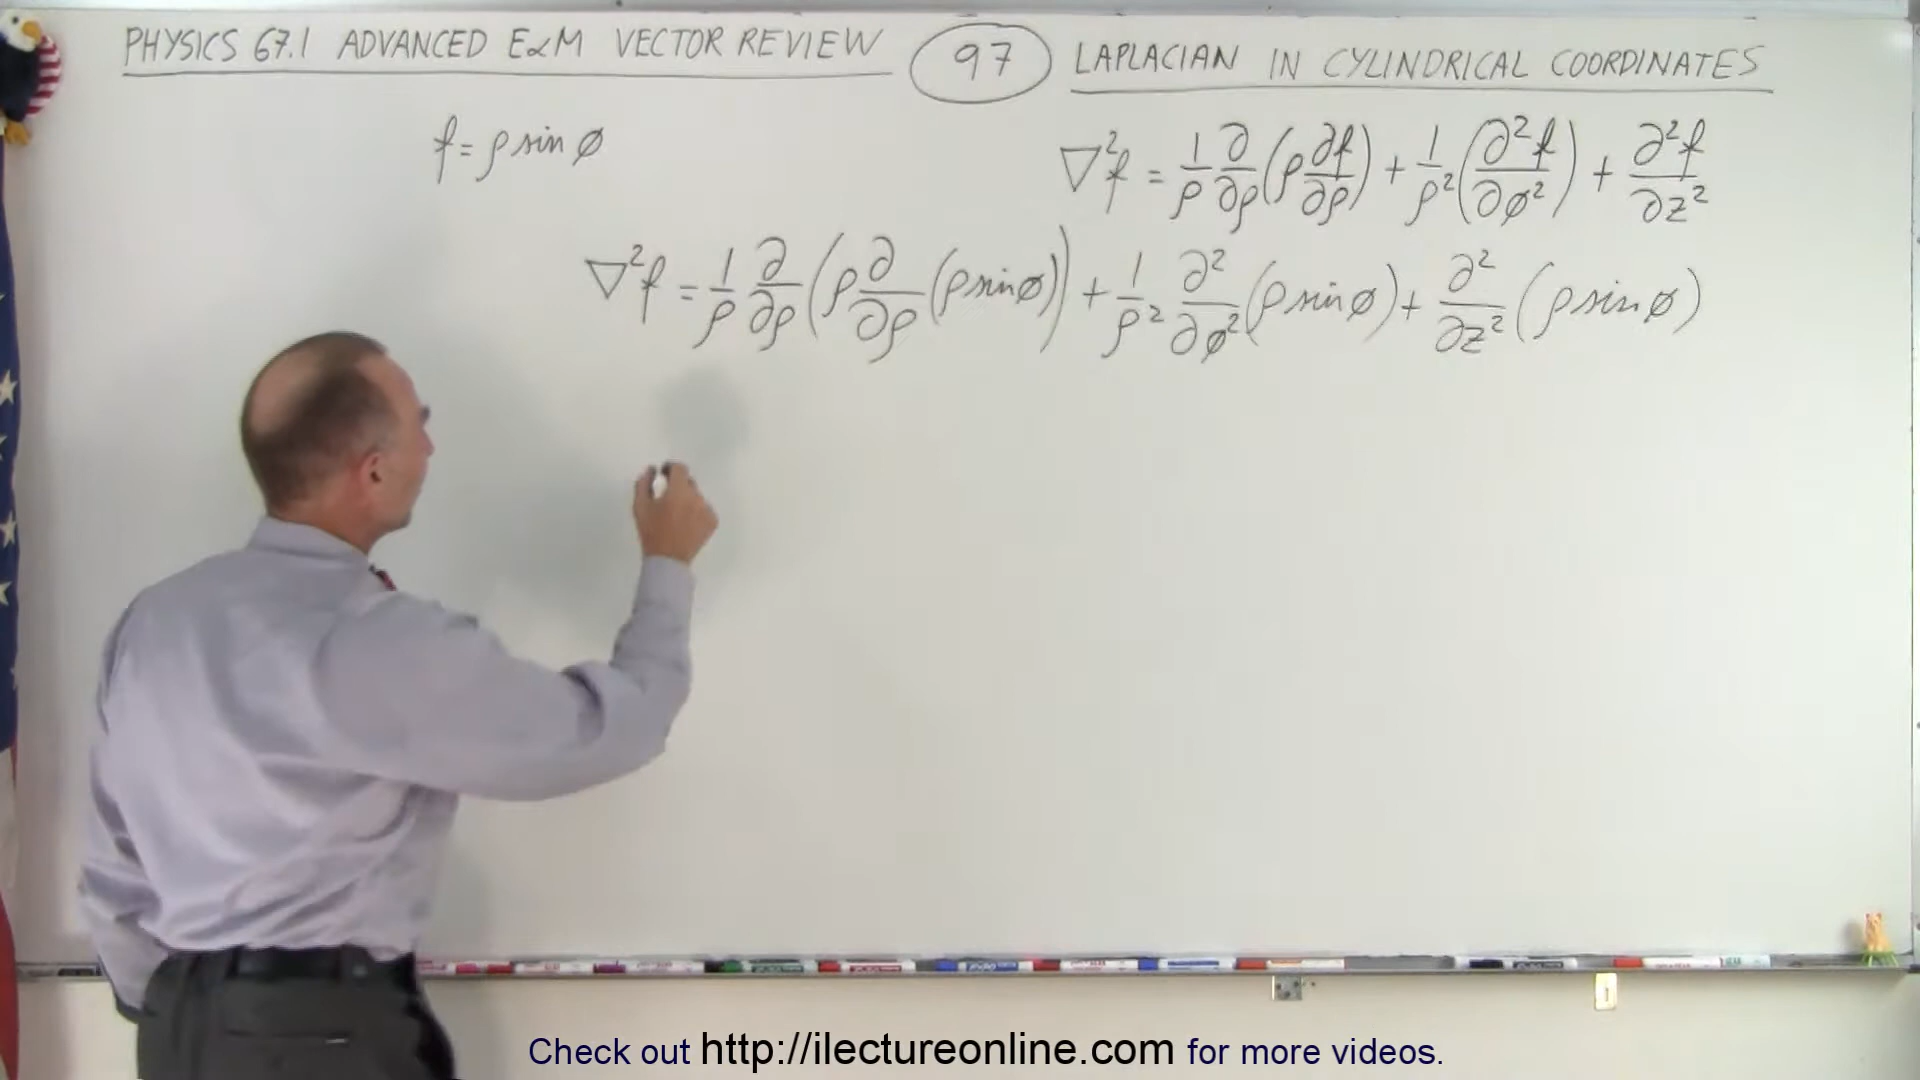 PHYSICS 67.1 ADVANCED E&M VECTOR REVIEW 97 LAPLACIAN IN CYLINDRICAL COORDINATES
f = ρ sin ø
∇²f = 1/ρ ∂/∂ρ (ρ ∂f/∂ρ) + 1/ρ² (∂²f/∂ø²) + ∂²f/∂z²
∇²f = 1/ρ ∂/∂ρ (ρ ∂/∂ρ (ρ sin ø)) + 1/ρ² ∂²/∂ø² (ρ sin ø) + ∂²/∂z² (ρ sin ø)
Check out http://ilectureonline.com for more videos.